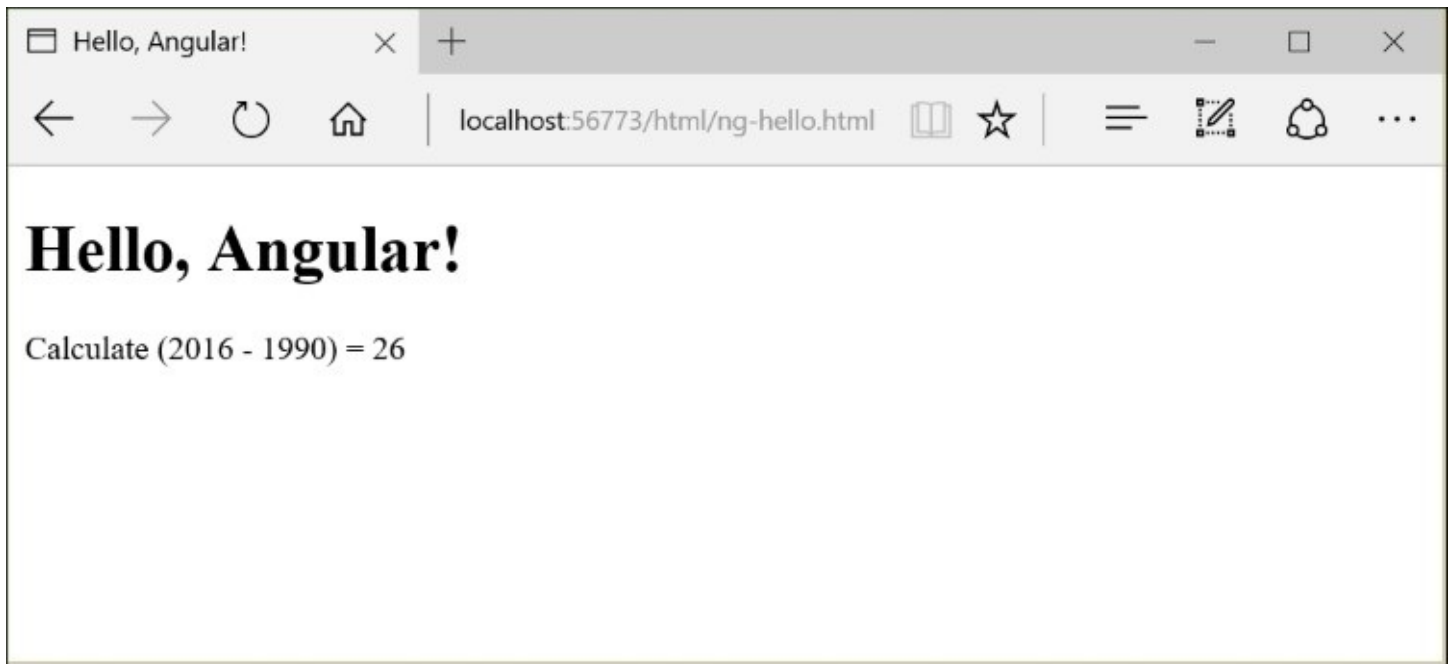 Hello, Angular!
localhost:56773/html/ng-hello.html
Hello, Angular!
Calculate (2016 - 1990) = 26